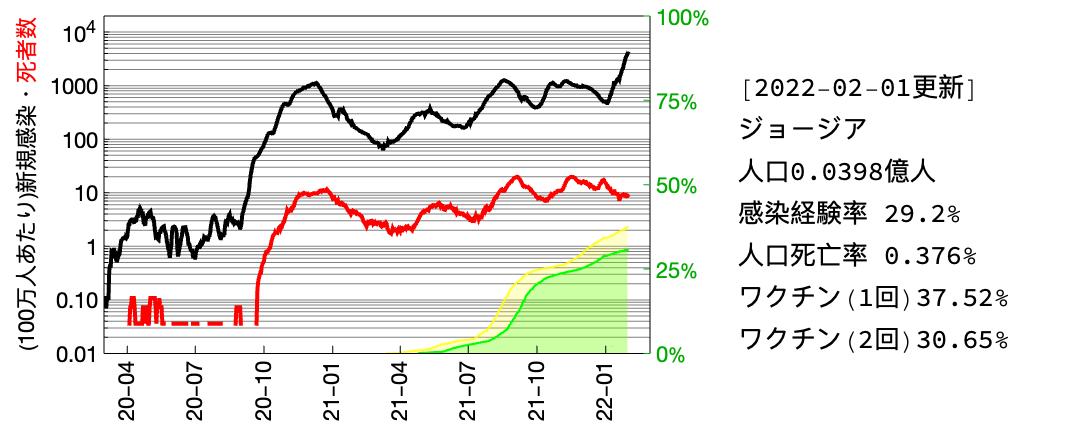 (100万人あたり)新規感染・死者数
10^4
1000
100
10
1
0.10
0.01
100%
75%
50%
25%
0%
20-04
20-07
20-10
21-01
21-04
21-07
21-10
22-01
[2022-02-01更新]
ジョージア
人口0.0398億人
感染経験率 29.2%
人口死亡率 0.376%
ワクチン(1回)37.52%
ワクチン(2回)30.65%